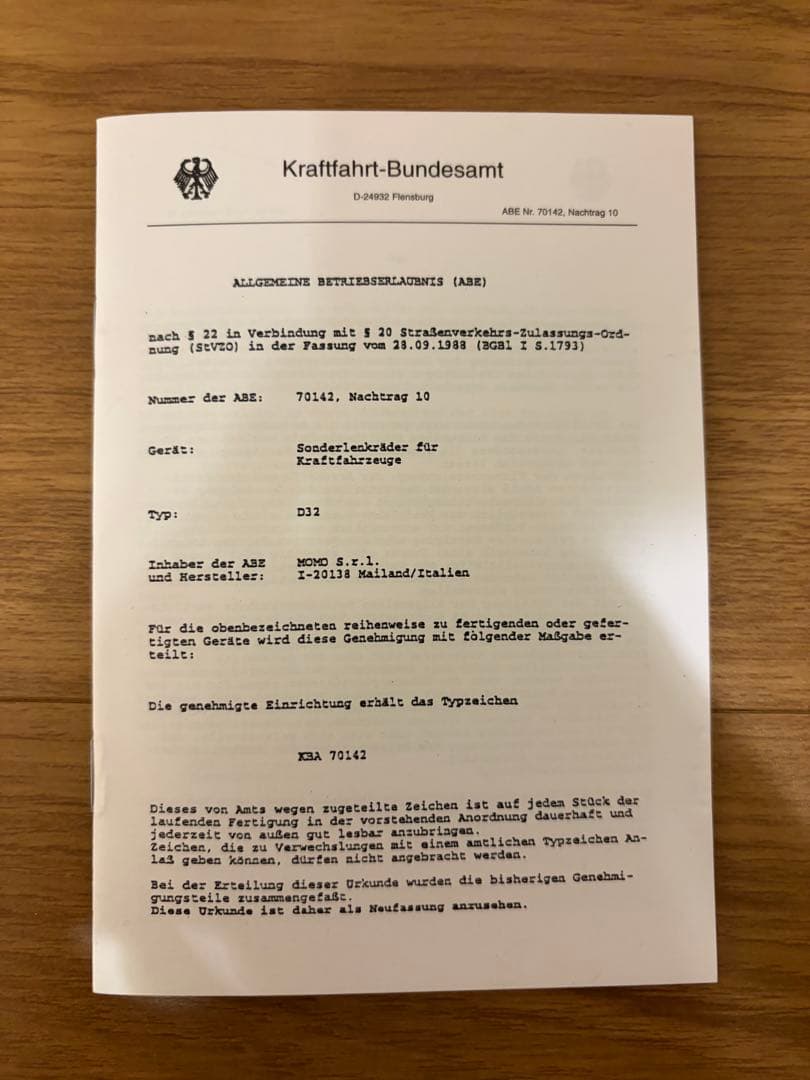 Kraftfahrt-Bundesamt
D-24932 Flensburg
ABE Nr. 70142, Nachtrag 10
ALLGEMEINE BETRIEBSERLAUBNIS (ABE)
nach § 22 in Verbindung mit § 20 Straßenverkehrs-Zulassungs-Ord-
nung (StVZO) in der Fassung vom 28.09.1988 (BGBl I S.1793)
Nummer der ABE: 70142, Nachtrag 10
Gerät: Sonderlenkräder für
Kraftfahrzeuge
Typ: D32
Inhaber der ABE MOMO S.r.l.
und Hersteller: I-20138 Mailand/Italien
Für die obenbezeichneten reihenweise zu fertigenden oder gefer-
tigten Geräte wird diese Genehmigung mit folgender Maßgabe er-
teilt:
Die genehmigte Einrichtung erhält das Typzeichen
KBA 70142
Dieses von Amts wegen zugeteilte Zeichen ist auf jedem Stück der
laufenden Fertigung in der vorstehenden Anordnung dauerhaft und
jederzeit von außen gut lesbar anzubringen.
Zeichen, die zu Verwechslungen mit einem amtlichen Typzeichen An-
laß geben können, dürfen nicht angebracht werden.
Bei der Erteilung dieser Urkunde wurden die bisherigen Genehmi-
gungsteile zusammengefaßt.
Diese Urkunde ist daher als Neufassung anzusehen.